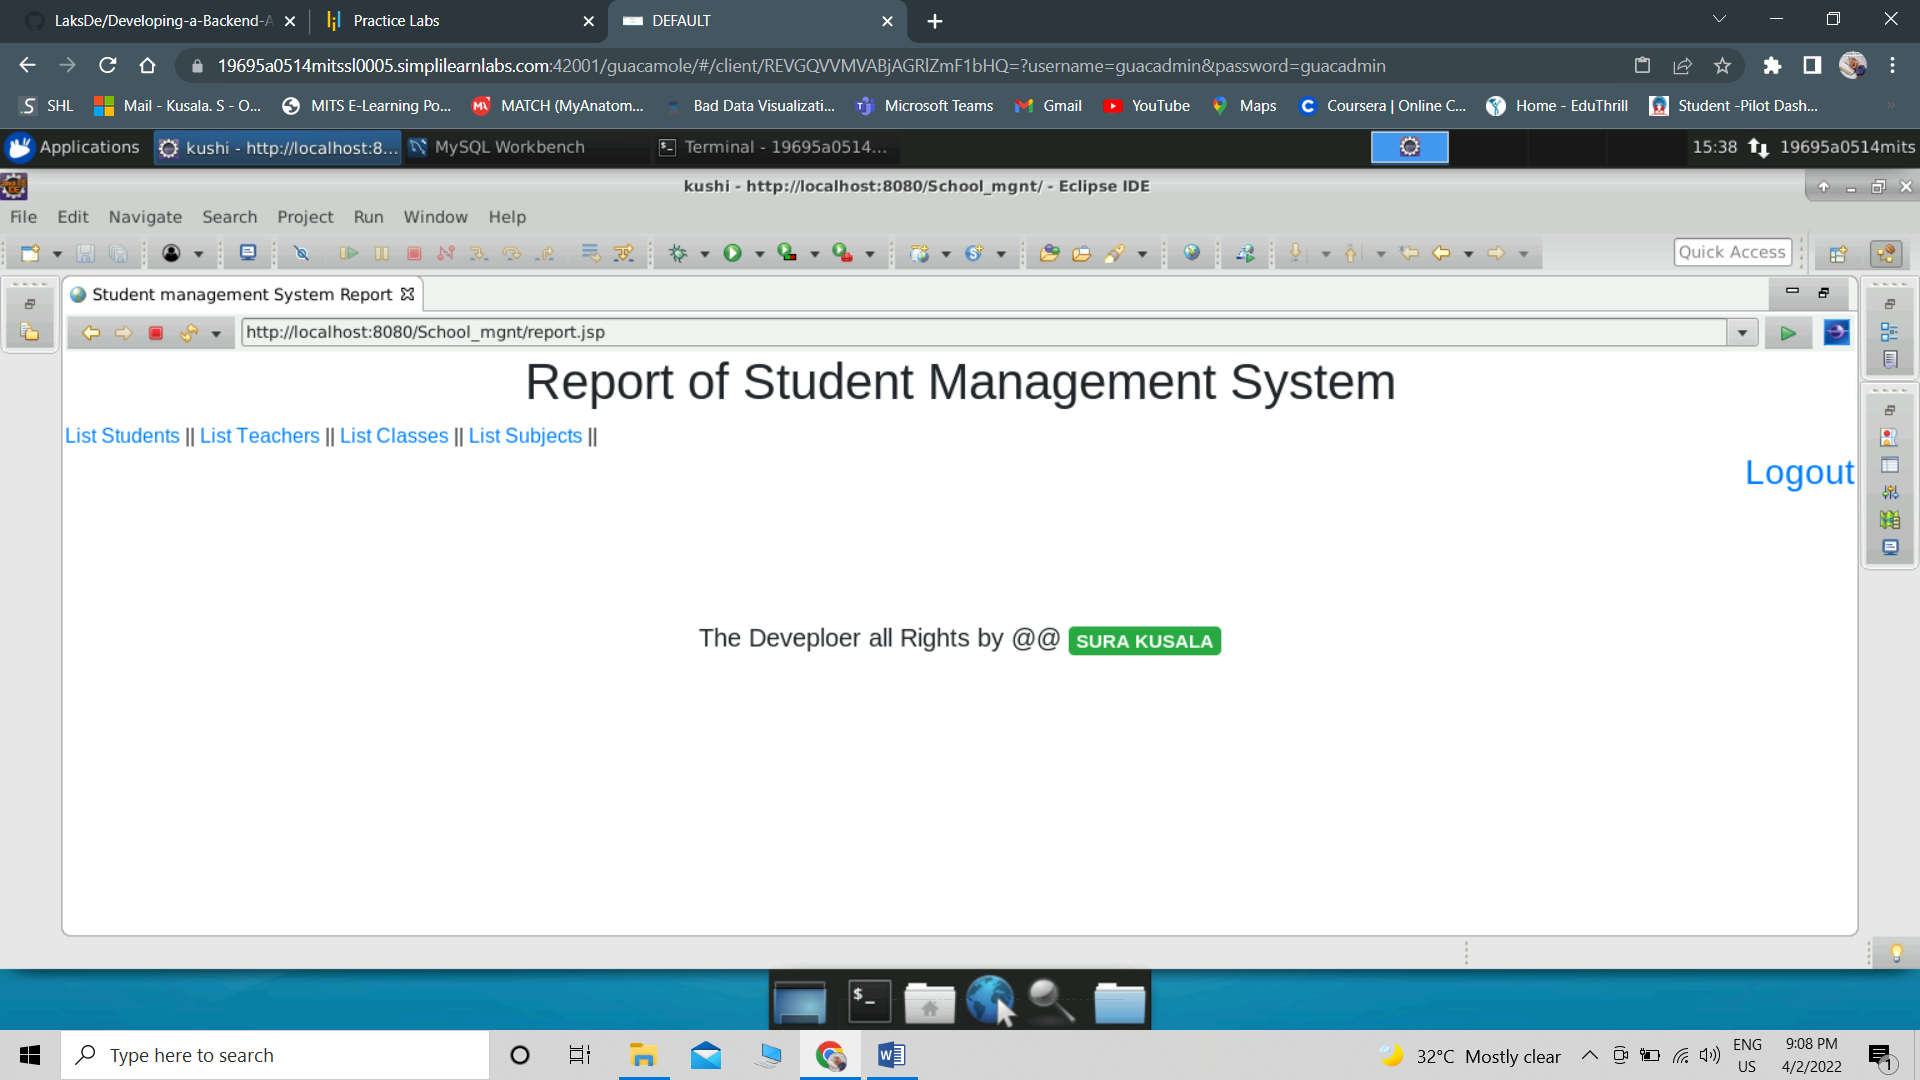 LaksDe/Developing-a-Backend-A
Practice Labs
DEFAULT
19695a0514mitssl0005.simplilearnlabs.com:42001/guacamole/#/client/REVGQVVMVABjAGRlZmF1bHQ=?username=guacadmin&password=guacadmin
SHL
Mail - Kusala. S - O...
MITS E-Learning Po...
MATCH (MyAnatom...
Bad Data Visualizati...
Microsoft Teams
Gmail
YouTube
Maps
Coursera | Online C...
Home - EduThrill
Student -Pilot Dash...
Applications
kushi - http://localhost:8...
MySQL Workbench
Terminal - 19695a0514...
15:38
19695a0514mits
kushi - http://localhost:8080/School_mgnt/ - Eclipse IDE
File Edit Navigate Search Project Run Window Help
Quick Access
Student management System Report
http://localhost:8080/School_mgnt/report.jsp
Report of Student Management System
List Students || List Teachers || List Classes || List Subjects ||
Logout
The Deveploer all Rights by @@ SURA KUSALA
Type here to search
32°C Mostly clear
ENG
US
9:08 PM
4/2/2022
1